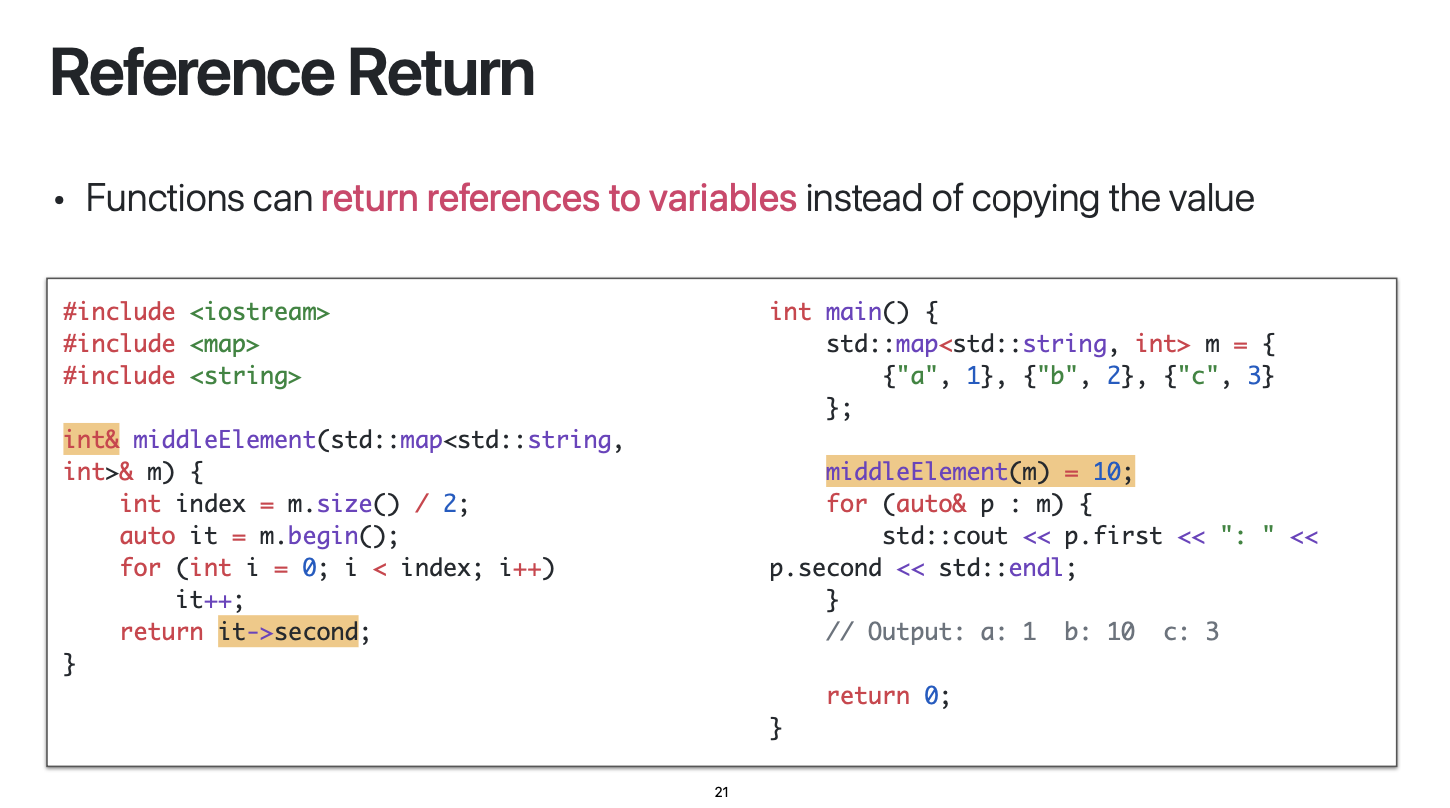 Reference Return
• Functions can return references to variables instead of copying the value
#include <iostream>
#include <map>
#include <string>
int& middleElement(std::map<std::string,
int>& m) {
    int index = m.size() / 2;
    auto it = m.begin();
    for (int i = 0; i < index; i++)
        it++;
    return it->second;
}
int main() {
    std::map<std::string, int> m = {
        {"a", 1}, {"b", 2}, {"c", 3}
    };
    middleElement(m) = 10;
    for (auto& p : m) {
        std::cout << p.first << ": " <<
p.second << std::endl;
    }
    // Output: a: 1  b: 10  c: 3
    return 0;
}
21